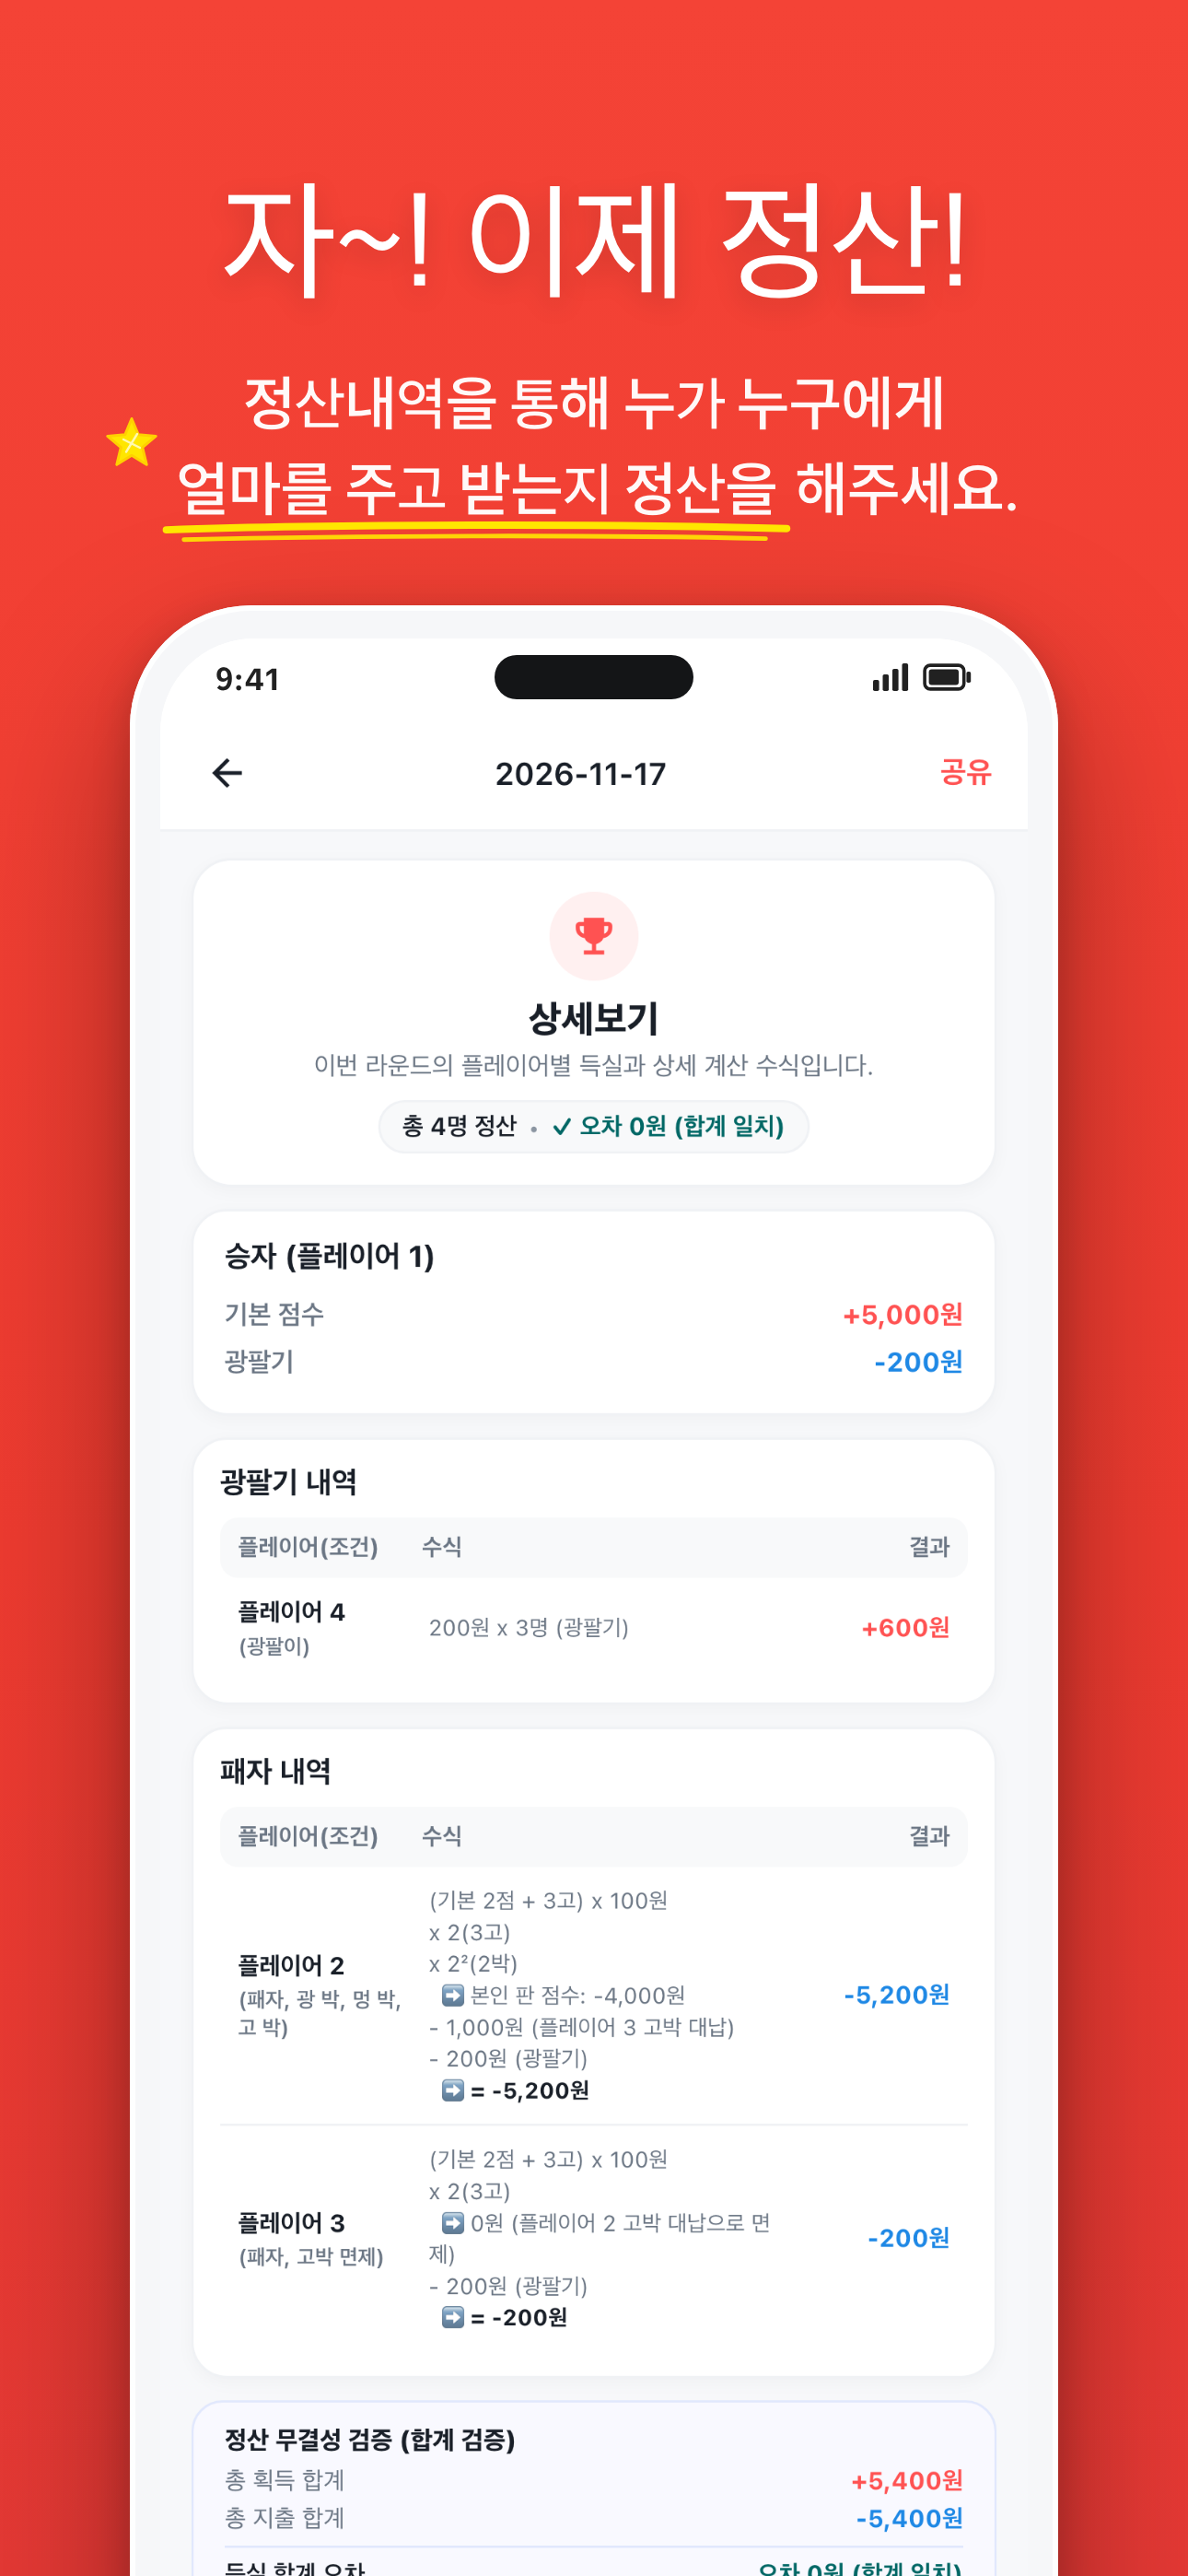 자~! 이제 정산!
정산내역을 통해 누가 누구에게
얼마를 주고 받는지 정산을 해주세요.
9:41
2026-11-17
공유
상세보기
이번 라운드의 플레이어별 득실과 상세 계산 수식입니다.
총 4명 정산 • ✓ 오차 0원 (합계 일치)
승자 (플레이어 1)
기본 점수 +5,000원
광팔기 -200원
광팔기 내역
플레이어(조건) 수식 결과
플레이어 4
(광팔이)
200원 x 3명 (광팔기)
+600원
패자 내역
플레이어(조건) 수식 결과
플레이어 2
(패자, 광 박, 멍 박,
고 박)
(기본 2점 + 3고) x 100원
x 2(3고)
x 2²(2박)
➡ 본인 판 점수: -4,000원
- 1,000원 (플레이어 3 고박 대납)
- 200원 (광팔기)
➡ = -5,200원
-5,200원
플레이어 3
(패자, 고박 면제)
(기본 2점 + 3고) x 100원
x 2(3고)
➡ 0원 (플레이어 2 고박 대납으로 면
제)
- 200원 (광팔기)
➡ = -200원
-200원
정산 무결성 검증 (합계 검증)
총 획득 합계 +5,400원
총 지출 합계 -5,400원
득실 합계 오차 오차 0원 (합계 일치)